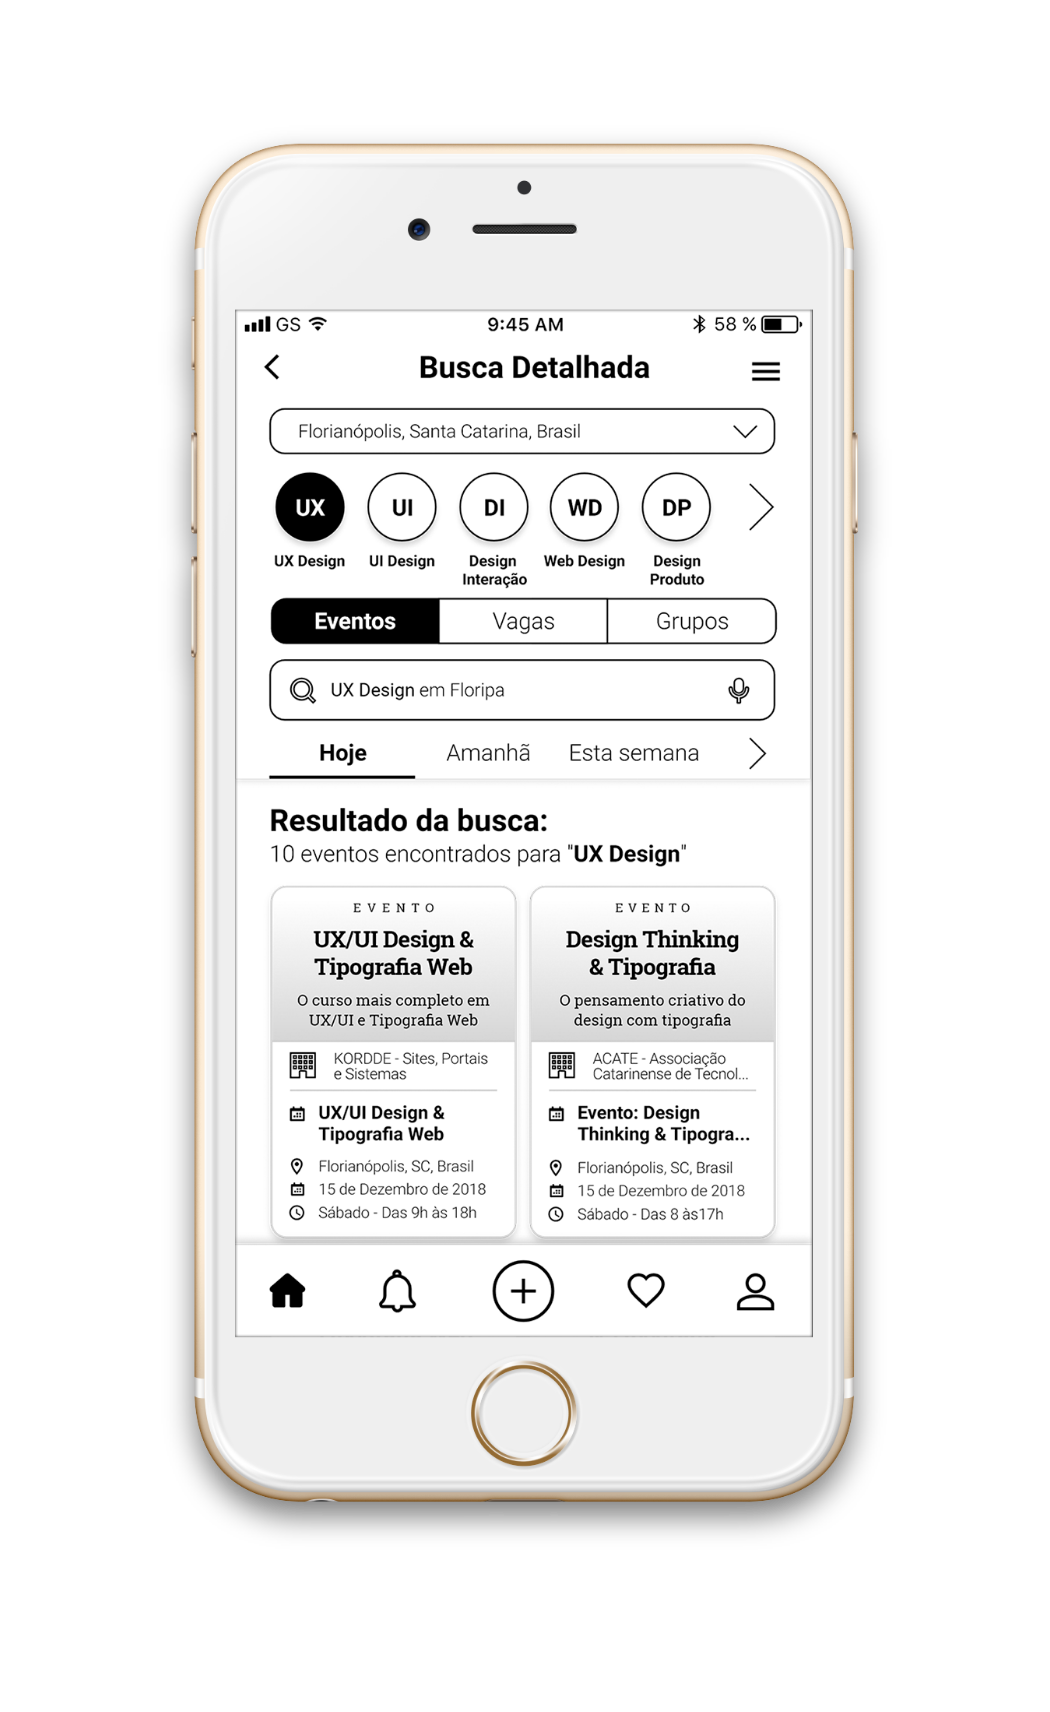 GS 9:45 AM 58 %
Busca Detalhada
Florianópolis, Santa Catarina, Brasil
UX UI DI WD DP
UX Design UI Design Design Interação Web Design Design Produto
Eventos Vagas Grupos
UX Design em Floripa
Hoje Amanhã Esta semana
Resultado da busca:
10 eventos encontrados para "UX Design"
EVENTO
UX/UI Design &
Tipografia Web
O curso mais completo em
UX/UI e Tipografia Web
KORDDE - Sites, Portais
e Sistemas
UX/UI Design &
Tipografia Web
Florianópolis, SC, Brasil
15 de Dezembro de 2018
Sábado - Das 9h às 18h
EVENTO
Design Thinking
& Tipografia
O pensamento criativo do
design com tipografia
ACATE - Associação
Catarinense de Tecnol...
Evento: Design
Thinking & Tipogra...
Florianópolis, SC, Brasil
15 de Dezembro de 2018
Sábado - Das 8 às17h